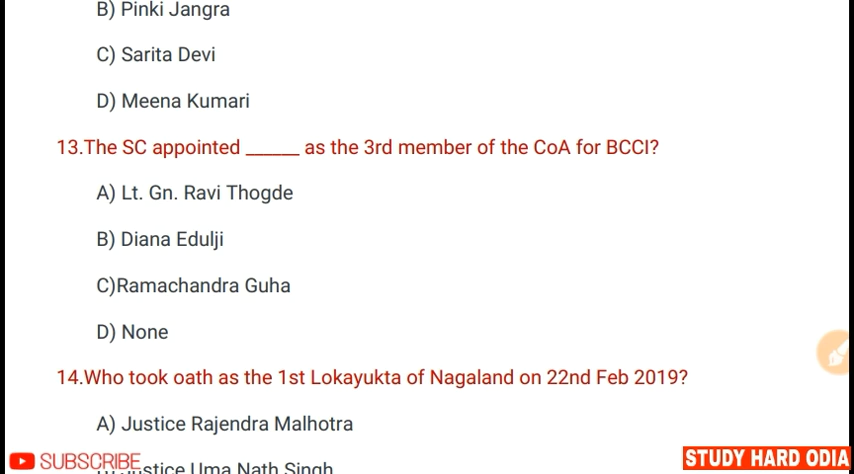 B) Pinki Jangra
C) Sarita Devi
D) Meena Kumari
13.The SC appointed ______ as the 3rd member of the CoA for BCCI?
A) Lt. Gn. Ravi Thogde
B) Diana Edulji
C)Ramachandra Guha
D) None
14.Who took oath as the 1st Lokayukta of Nagaland on 22nd Feb 2019?
A) Justice Rajendra Malhotra
Uma Nath Singh
SUBSCRIBE
STUDY HARD ODIA